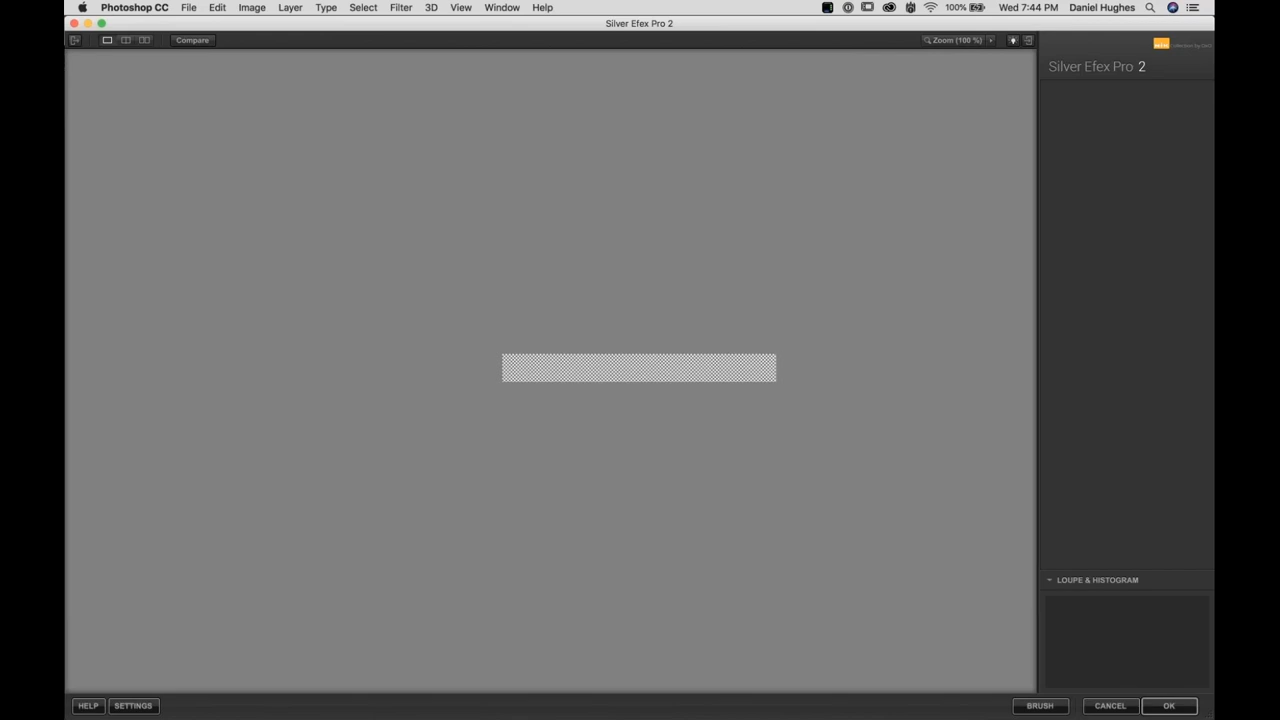 Photoshop CC File Edit Image Layer Type Select Filter 3D View Window Help 100% Wed 7:44 PM Daniel Hughes
Silver Efex Pro 2
Compare Zoom (100 %)
Silver Efex Pro 2
LOUPE & HISTOGRAM
HELP SETTINGS BRUSH CANCEL OK